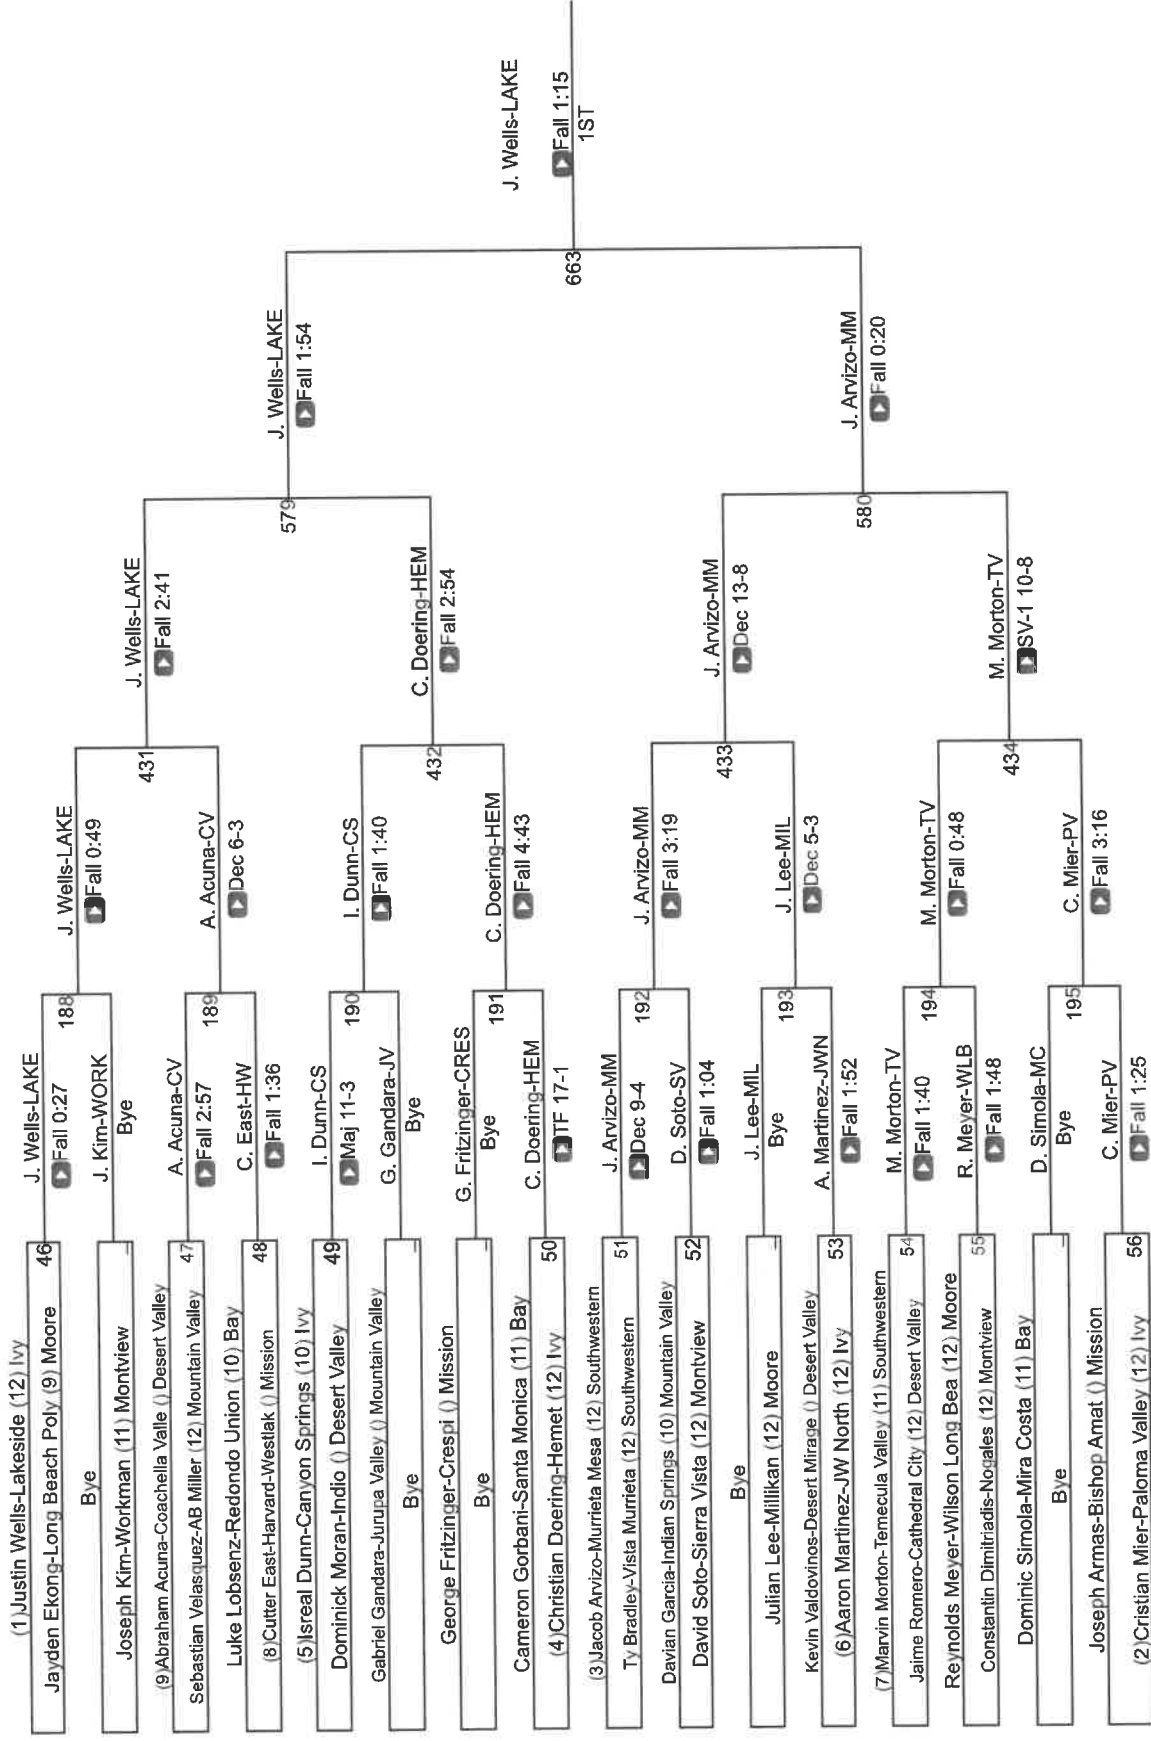 (1)Justin Wells-Lakeside (12) Ivy
46
Jayden Ekong-Long Beach Poly (9) Moore
Bye
Joseph Kim-Workman (11) Montview
(9)Abraham Acuna-Coachella Valle () Desert Valley
47
Sebastian Velasquez-AB Miller (12) Mountain Valley
Luke Lobsenz-Redondo Union (10) Bay
48
(8)Cutter East-Harvard-Westlak () Mission
(5)Isreal Dunn-Canyon Springs (10) Ivy
49
Dominick Moran-Indio () Desert Valley
Gabriel Gandara-Jurupa Valley () Mountain Valley
Bye
George Fritzinger-Crespi () Mission
Bye
Cameron Gorbani-Santa Monica (11) Bay
50
(4)Christian Doering-Hemet (12) Ivy
(3)Jacob Arvizo-Murrieta Mesa (12) Southwestern
51
Ty Bradley-Vista Murrieta (12) Southwestern
Davian Garcia-Indian Springs (10) Mountain Valley
52
David Soto-Sierra Vista (12) Montview
Bye
Julian Lee-Millikan (12) Moore
Kevin Valdovinos-Desert Mirage () Desert Valley
53
(6)Aaron Martinez-JW North (12) Ivy
(7)Marvin Morton-Temecula Valley (11) Southwestern
54
Jaime Romero-Cathedral City (12) Desert Valley
Reynolds Meyer-Wilson Long Bea (12) Moore
55
Constantin Dimitriadis-Nogales (12) Montview
Dominic Simola-Mira Costa (11) Bay
Bye
Joseph Armas-Bishop Amat () Mission
56
(2)Cristian Mier-Paloma Valley (12) Ivy
J. Wells-LAKE
Fall 0:27
188
J. Kim-WORK
Bye
A. Acuna-CV
Fall 2:57
189
C. East-HW
Fall 1:36
I. Dunn-CS
Maj 11-3
190
G. Gandara-JV
Bye
G. Fritzinger-CRES
Bye
191
C. Doering-HEM
TF 17-1
J. Arvizo-MM
Dec 9-4
192
D. Soto-SV
Fall 1:04
J. Lee-MIL
Bye
193
A. Martinez-JWN
Fall 1:52
M. Morton-TV
Fall 1:40
194
R. Meyer-WLB
Fall 1:48
D. Simola-MC
Bye
195
C. Mier-PV
Fall 1:25
J. Wells-LAKE
Fall 0:49
431
A. Acuna-CV
Dec 6-3
I. Dunn-CS
Fall 1:40
432
C. Doering-HEM
Fall 4:43
J. Arvizo-MM
Fall 3:19
433
J. Lee-MIL
Dec 5-3
M. Morton-TV
Fall 0:48
434
C. Mier-PV
Fall 3:16
J. Wells-LAKE
Fall 2:41
579
C. Doering-HEM
Fall 2:54
J. Arvizo-MM
Dec 13-8
580
M. Morton-TV
SV-1 10-8
J. Wells-LAKE
Fall 1:54
663
J. Arvizo-MM
Fall 0:20
J. Wells-LAKE
Fall 1:15
1ST